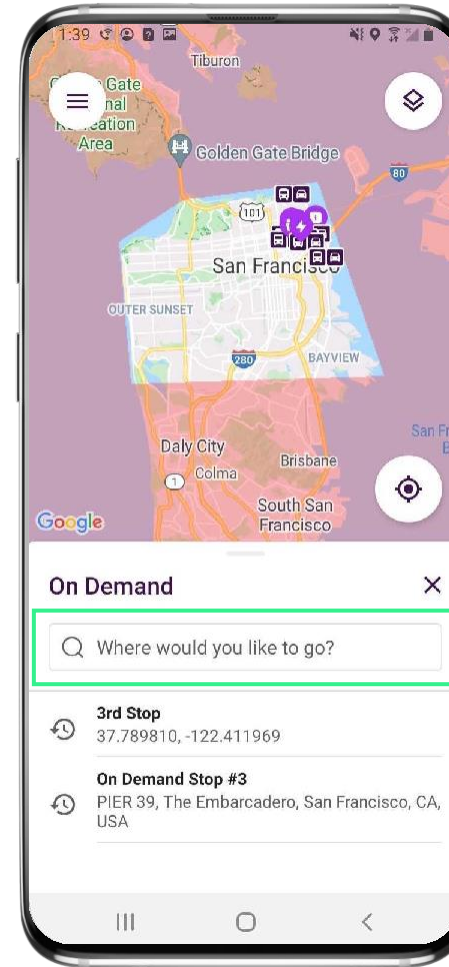 1:39
Tiburon
Golden Gate
National
Recreation
Area
Golden Gate Bridge
80
101
San Francisco
OUTER SUNSET
280
BAYVIEW
San Fr
Daly City
Brisbane
1
Colma
South San
Francisco
Google
On Demand
Where would you like to go?
3rd Stop
37.789810, -122.411969
On Demand Stop #3
PIER 39, The Embarcadero, San Francisco, CA,
USA